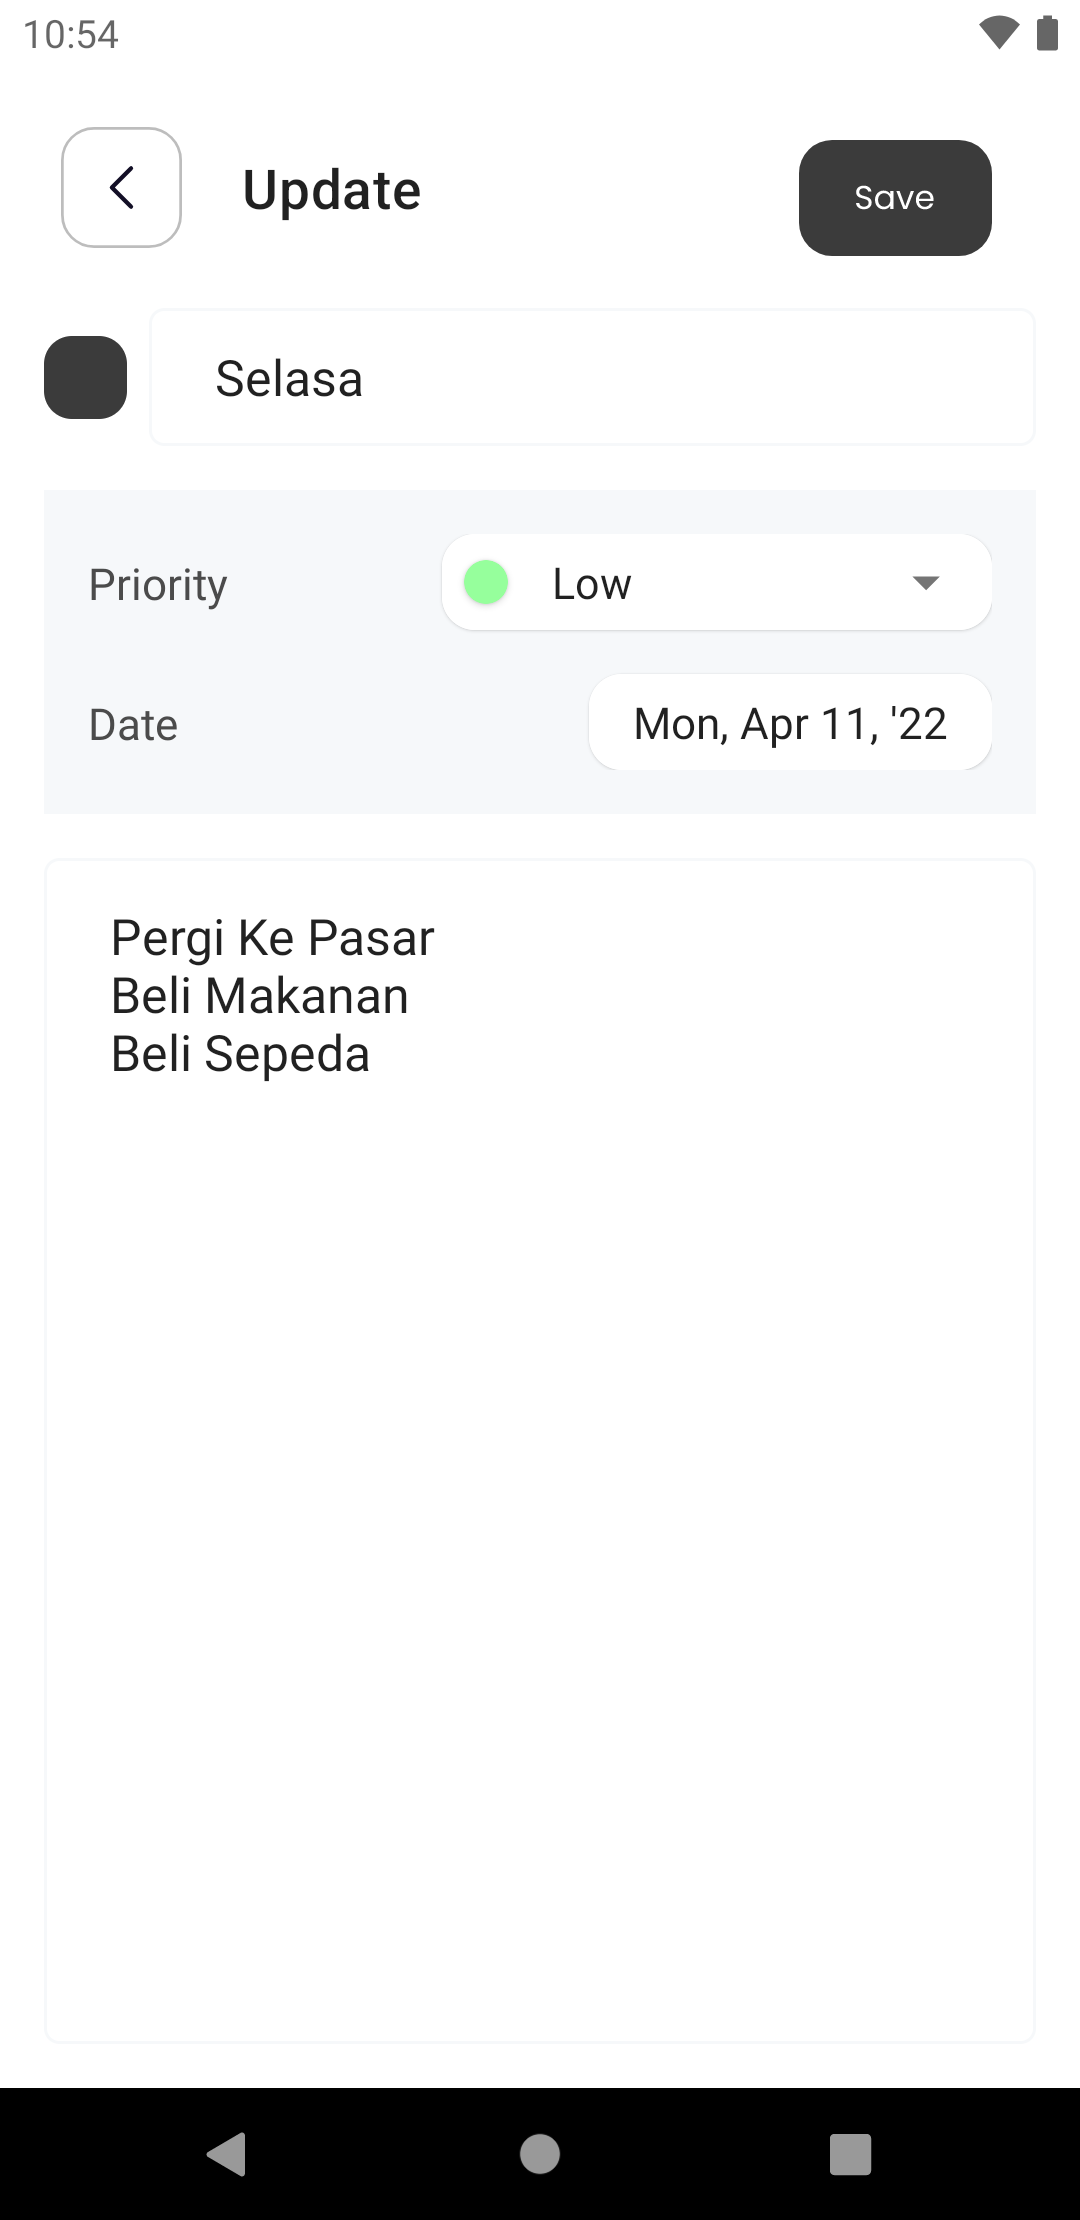 10:54
Update
Save
Selasa
Priority
Low
Date
Mon, Apr 11, '22
Pergi Ke Pasar
Beli Makanan
Beli Sepeda